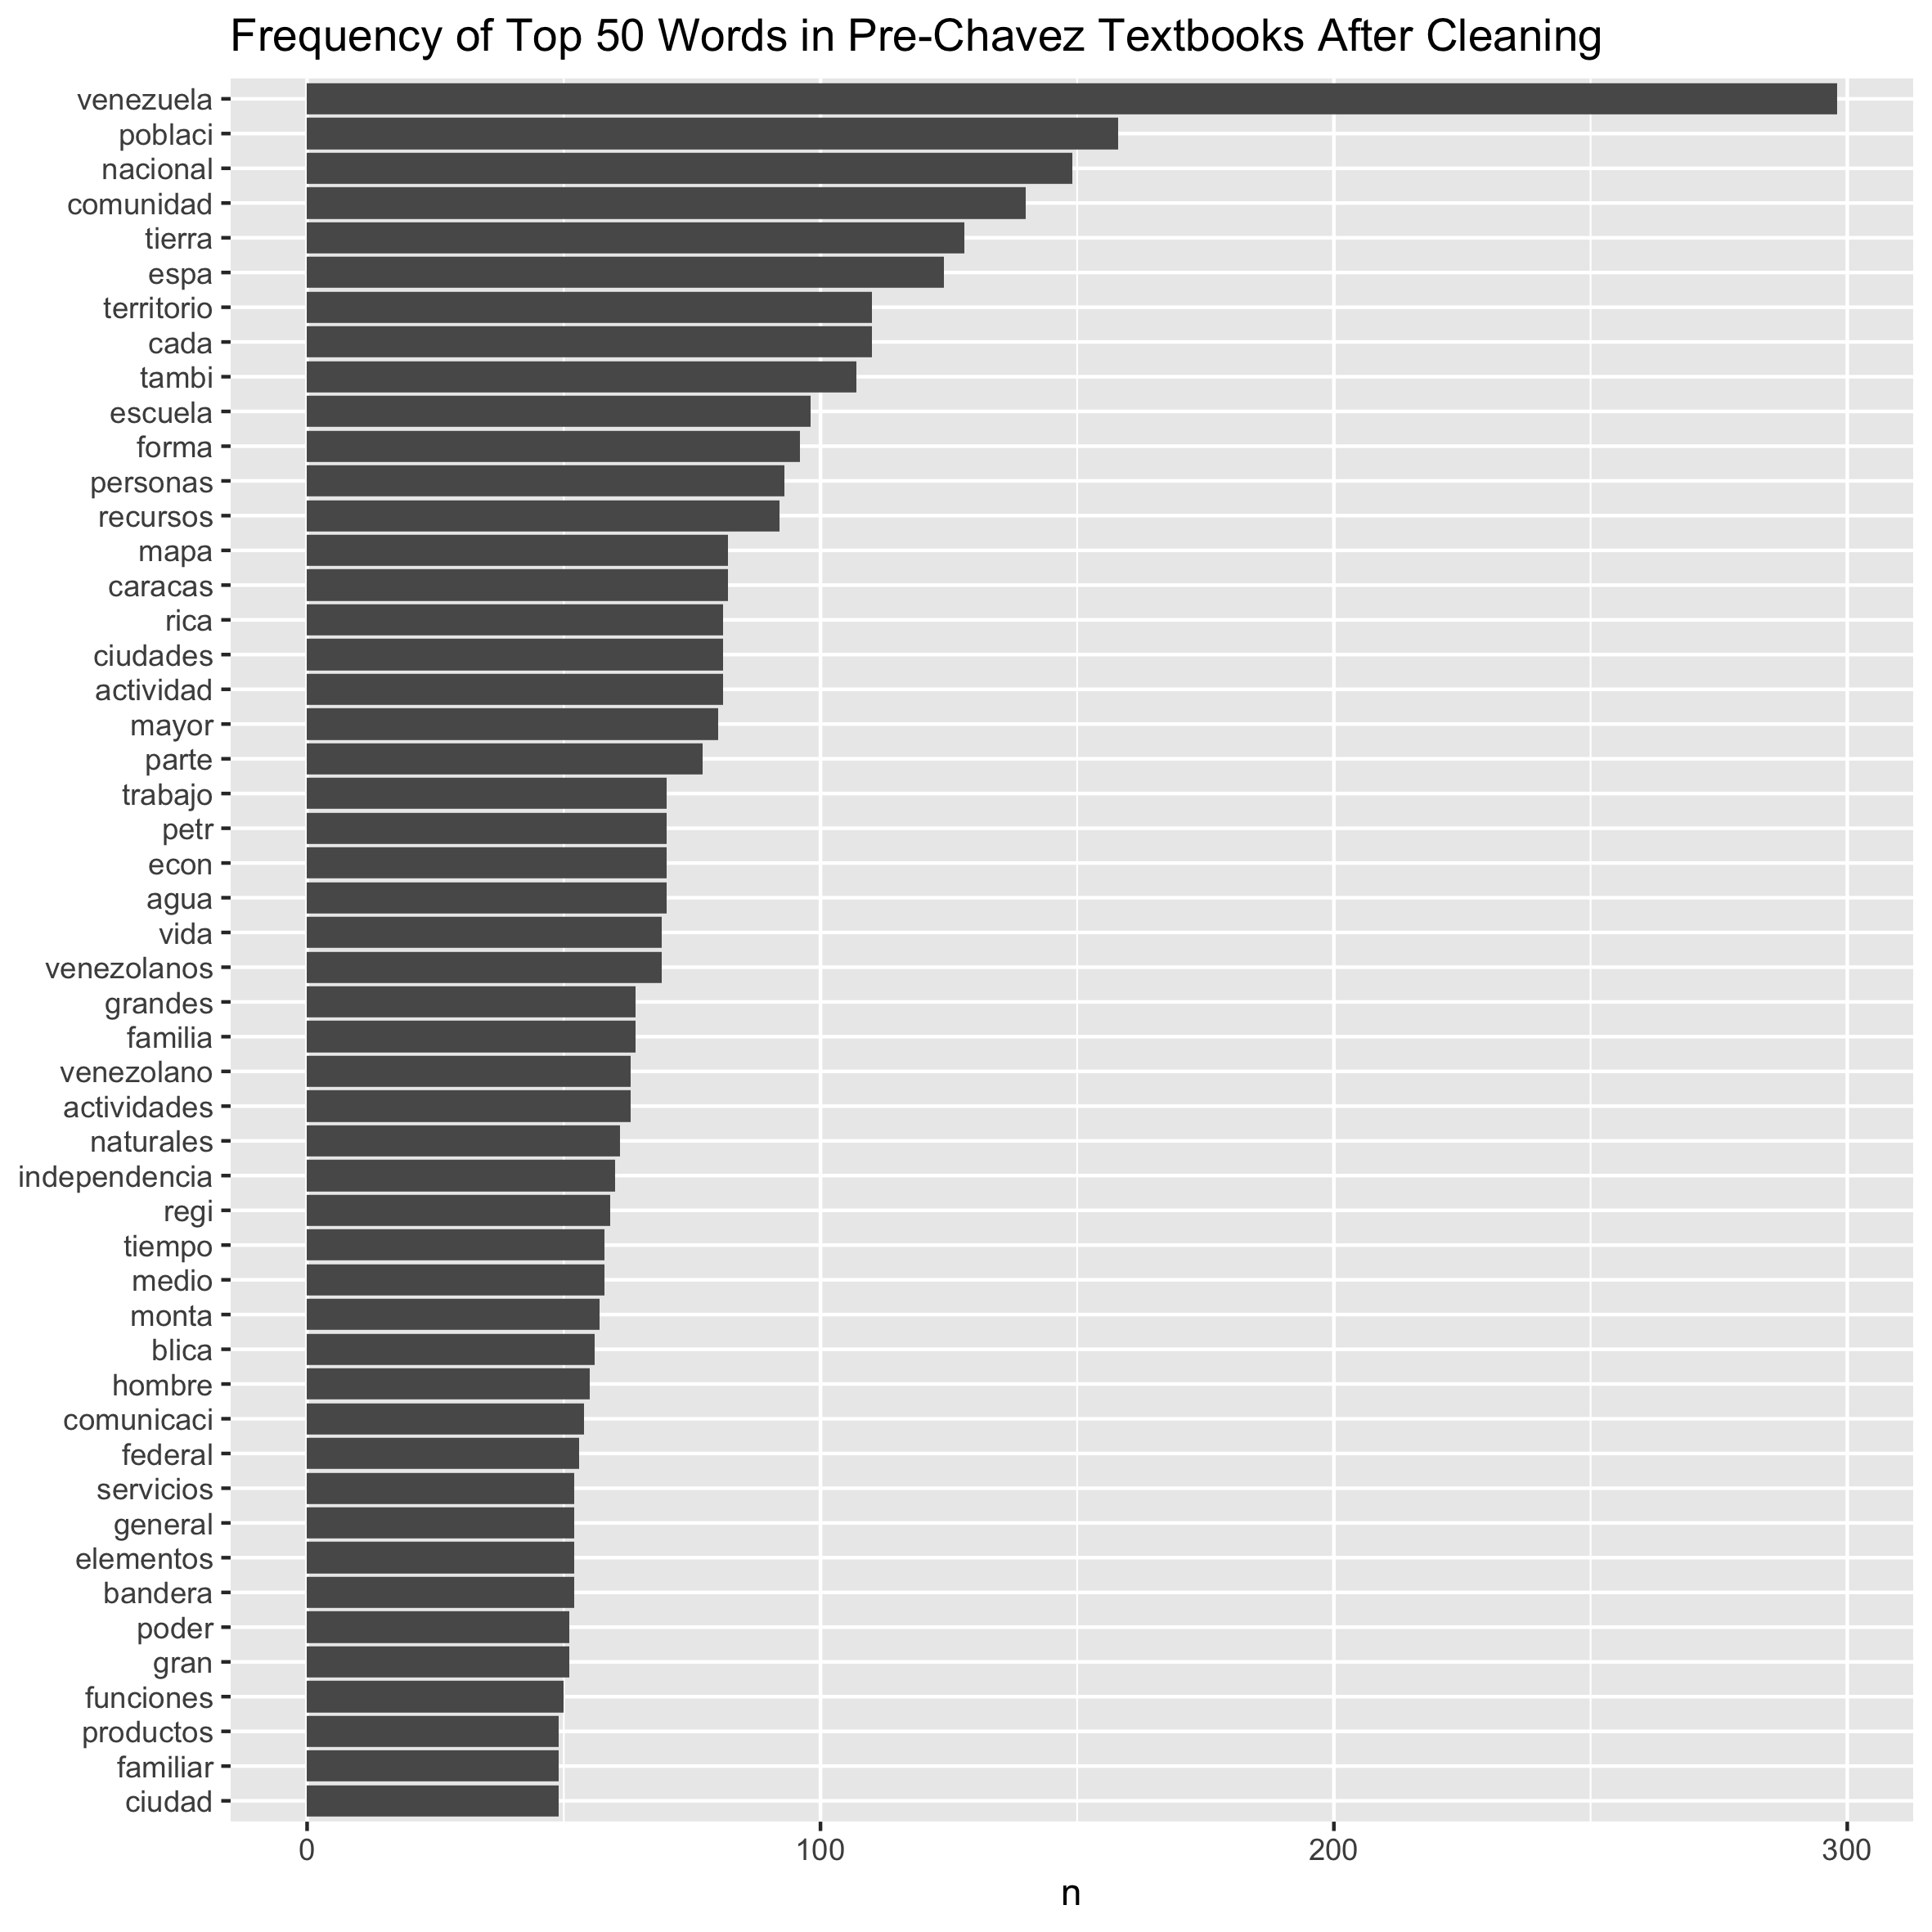 Frequency of Top 50 Words in Pre-Chavez Textbooks After Cleaning
venezuela
poblaci
nacional
comunidad
tierra
espa
territorio
cada
tambi
escuela
forma
personas
recursos
mapa
caracas
rica
ciudades
actividad
mayor
parte
trabajo
petr
econ
agua
vida
venezolanos
grandes
familia
venezolano
actividades
naturales
independencia
regi
tiempo
medio
monta
blica
hombre
comunicaci
federal
servicios
general
elementos
bandera
poder
gran
funciones
productos
familiar
ciudad
0 100 200 300
n